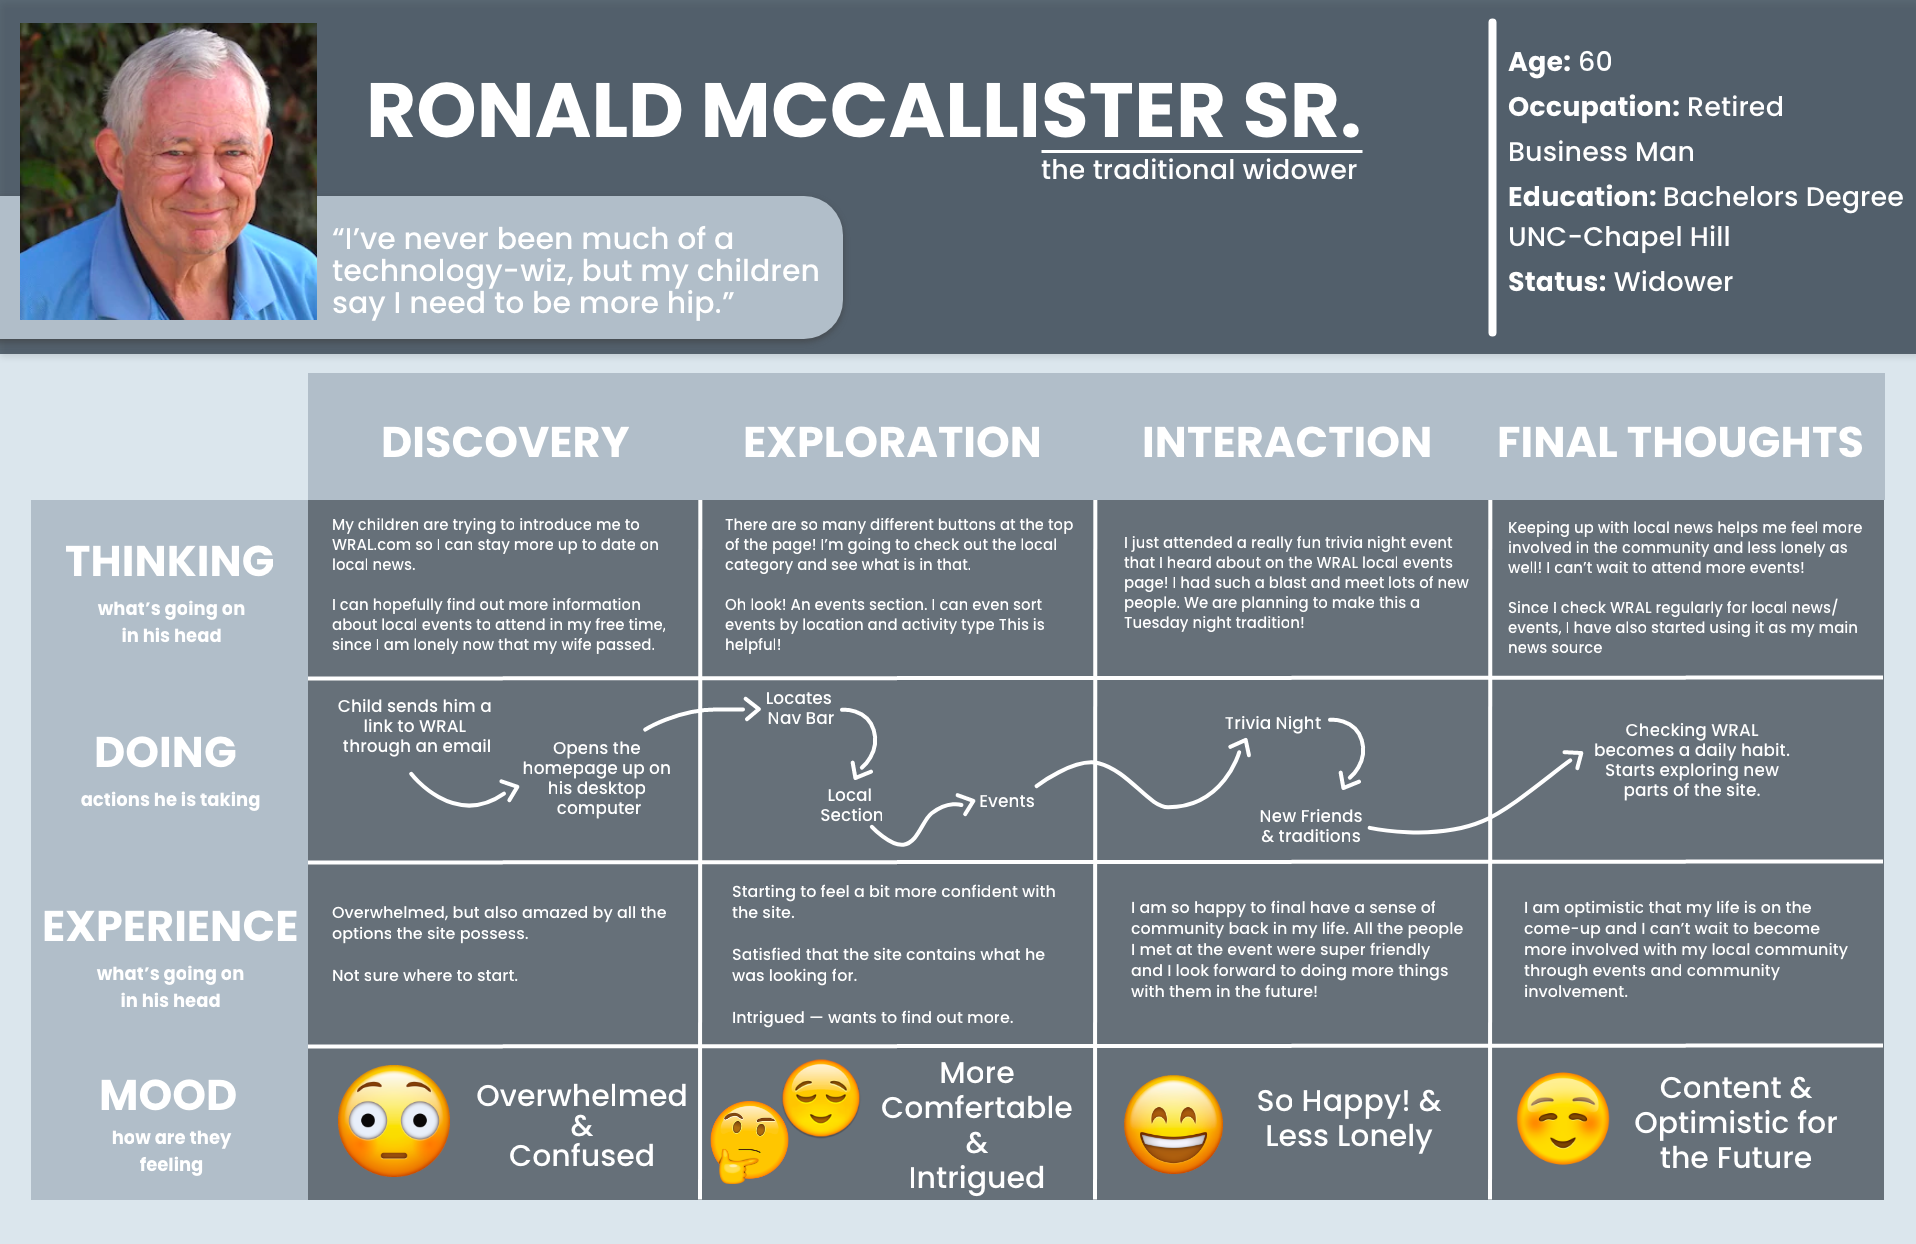 RONALD MCCALLISTER SR.
the traditional widower
“I’ve never been much of a
technology-wiz, but my children
say I need to be more hip.”
Age: 60
Occupation: Retired
Business Man
Education: Bachelors Degree
UNC-Chapel Hill
Status: Widower
DISCOVERY
EXPLORATION
INTERACTION
FINAL THOUGHTS
THINKING
what’s going on
in his head
My children are trying to introduce me to
WRAL.com so I can stay more up to date on
local news.
I can hopefully find out more information
about local events to attend in my free time,
since I am lonely now that my wife passed.
There are so many different buttons at the top
of the page! I’m going to check out the local
category and see what is in that.
Oh look! An events section. I can even sort
events by location and activity type This is
helpful!
I just attended a really fun trivia night event
that I heard about on the WRAL local events
page! I had such a blast and meet lots of new
people. We are planning to make this a
Tuesday night tradition!
Keeping up with local news helps me feel more
involved in the community and less lonely as
well! I can’t wait to attend more events!
Since I check WRAL regularly for local news/
events, I have also started using it as my main
news source
DOING
actions he is taking
Child sends him a
link to WRAL
through an email
Opens the
homepage up on
his desktop
computer
Locates
Nav Bar
Local
Section
Events
Trivia Night
New Friends
& traditions
Checking WRAL
becomes a daily habit.
Starts exploring new
parts of the site.
EXPERIENCE
what’s going on
in his head
Overwhelmed, but also amazed by all the
options the site possess.
Not sure where to start.
Starting to feel a bit more confident with
the site.
Satisfied that the site contains what he
was looking for.
Intrigued — wants to find out more.
I am so happy to final have a sense of
community back in my life. All the people
I met at the event were super friendly
and I look forward to doing more things
with them in the future!
I am optimistic that my life is on the
come-up and I can’t wait to become
more involved with my local community
through events and community
involvement.
MOOD
how are they
feeling
Overwhelmed
&
Confused
More
Comfertable
&
Intrigued
So Happy! &
Less Lonely
Content &
Optimistic for
the Future